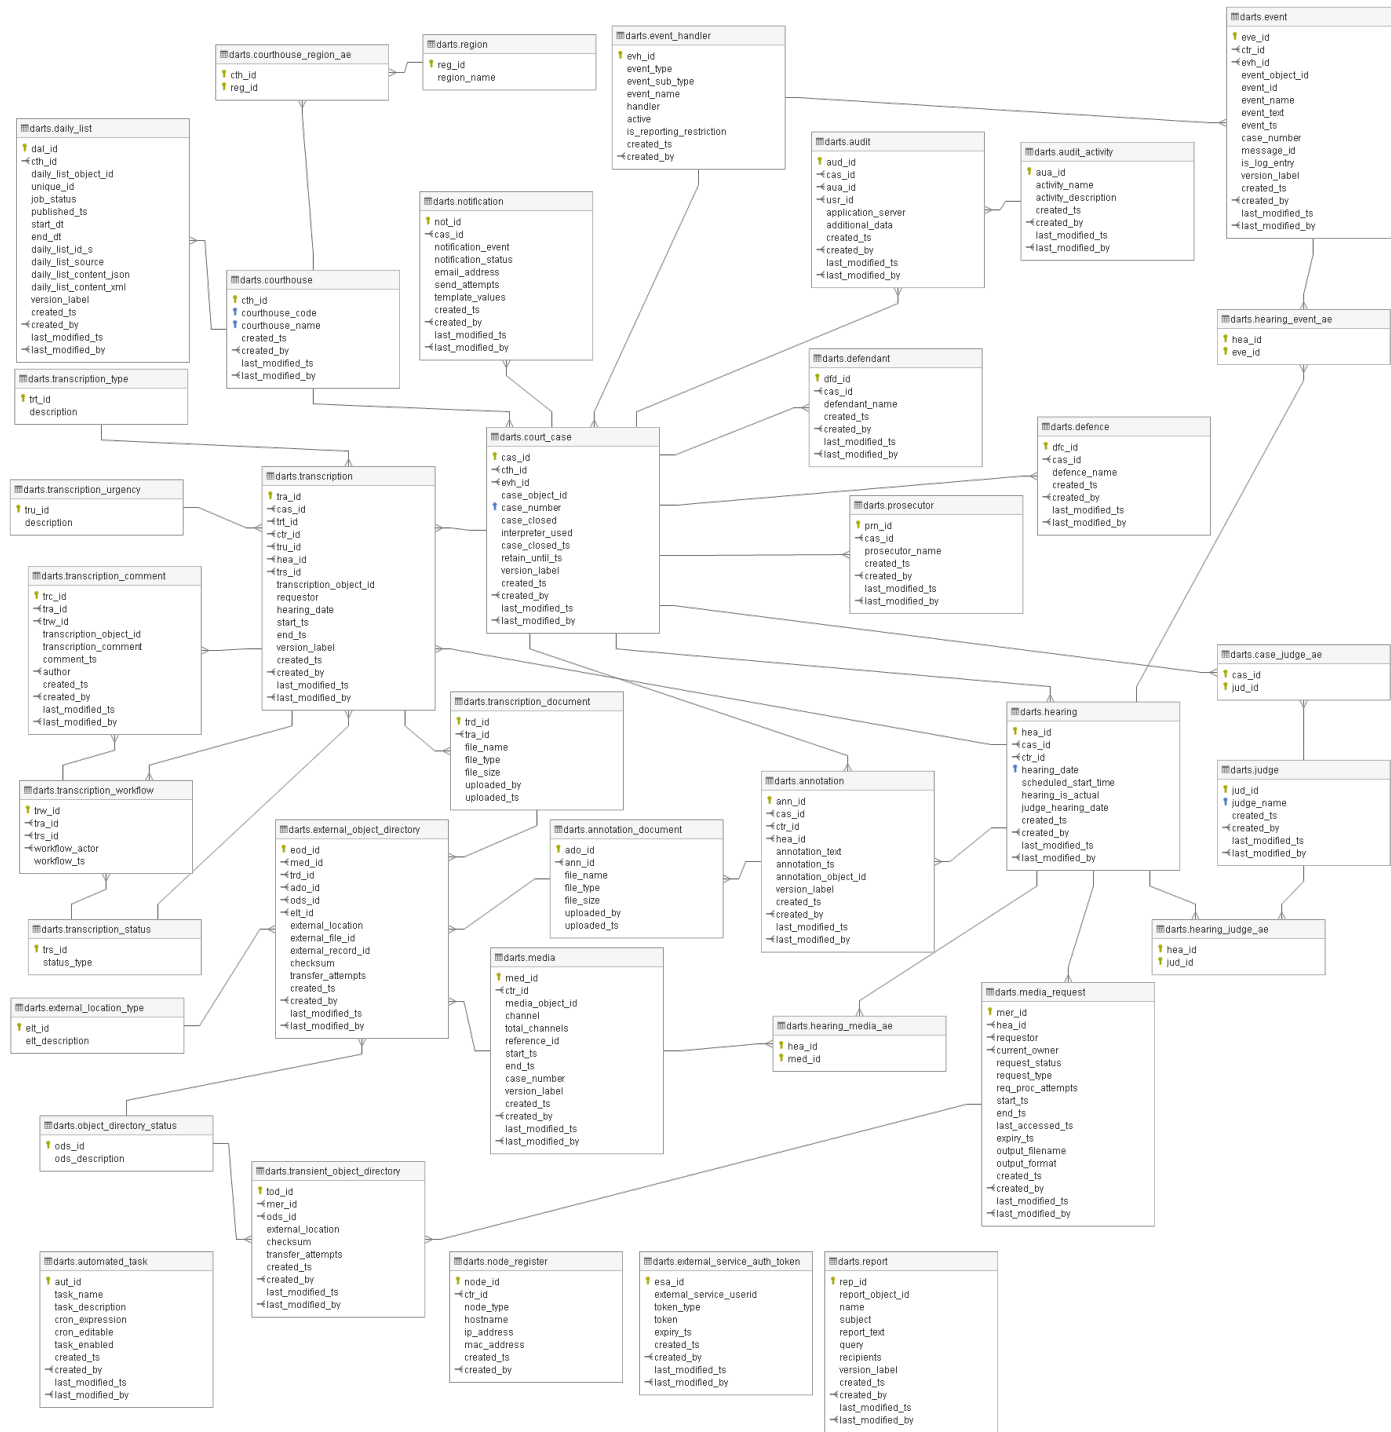 darts.event
eve_id
ctr_id
evh_id
event_object_id
event_id
event_name
event_text
event_ts
case_number
message_id
is_log_entry
version_label
created_ts
created_by
last_modified_ts
last_modified_by
darts.event_handler
evh_id
event_type
event_sub_type
event_name
handler
active
is_reporting_restriction
created_ts
created_by
darts.region
reg_id
region_name
darts.courthouse_region_ae
cth_id
reg_id
darts.daily_list
dal_id
cth_id
daily_list_object_id
unique_id
job_status
published_ts
start_dt
end_dt
daily_list_id_s
daily_list_source
daily_list_content_json
daily_list_content_xml
version_label
created_ts
created_by
last_modified_ts
last_modified_by
darts.audit
aud_id
cas_id
aua_id
usr_id
application_server
additional_data
created_ts
created_by
last_modified_ts
last_modified_by
darts.audit_activity
aua_id
activity_name
activity_description
created_ts
created_by
last_modified_ts
last_modified_by
darts.notification
not_id
cas_id
notification_event
notification_status
email_address
send_attempts
template_values
created_ts
created_by
last_modified_ts
last_modified_by
darts.courthouse
cth_id
courthouse_code
courthouse_name
created_ts
created_by
last_modified_ts
last_modified_by
darts.hearing_event_ae
hea_id
eve_id
darts.defendant
dfd_id
cas_id
defendant_name
created_ts
created_by
last_modified_ts
last_modified_by
darts.transcription_type
trt_id
description
darts.defence
dfc_id
cas_id
defence_name
created_ts
created_by
last_modified_ts
last_modified_by
darts.court_case
cas_id
cth_id
evh_id
case_object_id
case_number
case_closed
interpreter_used
case_closed_ts
retain_until_ts
version_label
created_ts
created_by
last_modified_ts
last_modified_by
darts.transcription
tra_id
cas_id
trt_id
ctr_id
tru_id
hea_id
trs_id
transcription_object_id
requestor
hearing_date
start_ts
end_ts
version_label
created_ts
created_by
last_modified_ts
last_modified_by
darts.transcription_urgency
tru_id
description
darts.prosecutor
prn_id
cas_id
prosecutor_name
created_ts
created_by
last_modified_ts
last_modified_by
darts.transcription_comment
trc_id
tra_id
trw_id
transcription_object_id
transcription_comment
comment_ts
author
created_ts
created_by
last_modified_ts
last_modified_by
darts.case_judge_ae
cas_id
jud_id
darts.transcription_document
trd_id
tra_id
file_name
file_type
file_size
uploaded_by
uploaded_ts
darts.hearing
hea_id
cas_id
ctr_id
hearing_date
scheduled_start_time
hearing_is_actual
judge_hearing_date
created_ts
created_by
last_modified_ts
last_modified_by
darts.judge
jud_id
judge_name
created_ts
created_by
last_modified_ts
last_modified_by
darts.annotation
ann_id
cas_id
ctr_id
hea_id
annotation_text
annotation_ts
annotation_object_id
version_label
created_ts
created_by
last_modified_ts
last_modified_by
darts.transcription_workflow
trw_id
tra_id
trs_id
workflow_actor
workflow_ts
darts.external_object_directory
eod_id
med_id
trd_id
ado_id
ods_id
elt_id
external_location
external_file_id
external_record_id
checksum
transfer_attempts
created_ts
created_by
last_modified_ts
last_modified_by
darts.annotation_document
ado_id
ann_id
file_name
file_type
file_size
uploaded_by
uploaded_ts
darts.transcription_status
trs_id
status_type
darts.hearing_judge_ae
hea_id
jud_id
darts.media
med_id
ctr_id
media_object_id
channel
total_channels
reference_id
start_ts
end_ts
case_number
version_label
created_ts
created_by
last_modified_ts
last_modified_by
darts.media_request
mer_id
hea_id
requestor
current_owner
request_status
request_type
req_proc_attempts
start_ts
end_ts
last_accessed_ts
expiry_ts
output_filename
output_format
created_ts
created_by
last_modified_ts
last_modified_by
darts.external_location_type
elt_id
elt_description
darts.hearing_media_ae
hea_id
med_id
darts.object_directory_status
ods_id
ods_description
darts.transient_object_directory
tod_id
mer_id
ods_id
external_location
checksum
transfer_attempts
created_ts
created_by
last_modified_ts
last_modified_by
darts.automated_task
aut_id
task_name
task_description
cron_expression
cron_editable
task_enabled
created_ts
created_by
last_modified_ts
last_modified_by
darts.node_register
node_id
ctr_id
node_type
hostname
ip_address
mac_address
created_ts
created_by
darts.external_service_auth_token
esa_id
external_service_userid
token_type
token
expiry_ts
created_ts
created_by
last_modified_ts
last_modified_by
darts.report
rep_id
report_object_id
name
subject
report_text
query
recipients
version_label
created_ts
created_by
last_modified_ts
last_modified_by